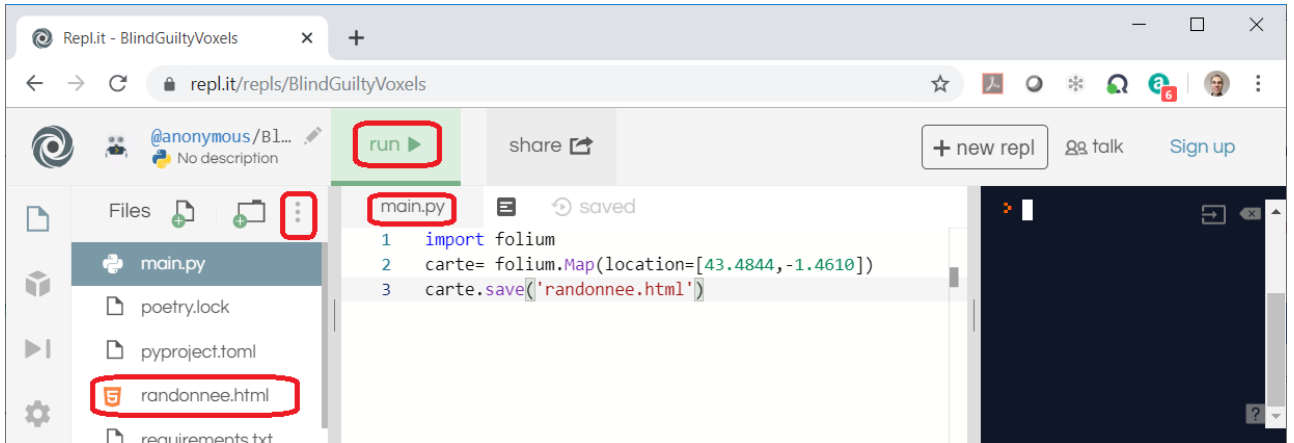 Repl.it - BlindGuiltyVoxels
repl.it/repls/BlindGuiltyVoxels
6
@anonymous/Bl...
No description
run
share
+ new repl
talk
Sign up
Files
main.py
poetry.lock
pyproject.toml
randonnee.html
requirements.txt
main.py
saved
1 import folium
2 carte= folium.Map(location=[43.4844,-1.4610])
3 carte.save('randonnee.html')
?